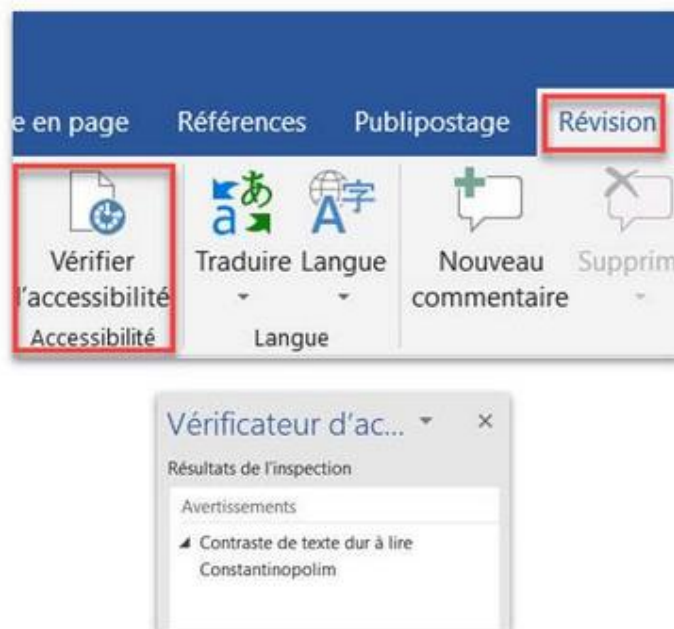 e en page Références Publipostage Révision
Vérifier Traduire Langue Nouveau Supprim
l'accessibilité commentaire
Accessibilité Langue
Vérificateur d'ac...
Résultats de l'inspection
Avertissements
Contraste de texte dur à lire
Constantinopolim